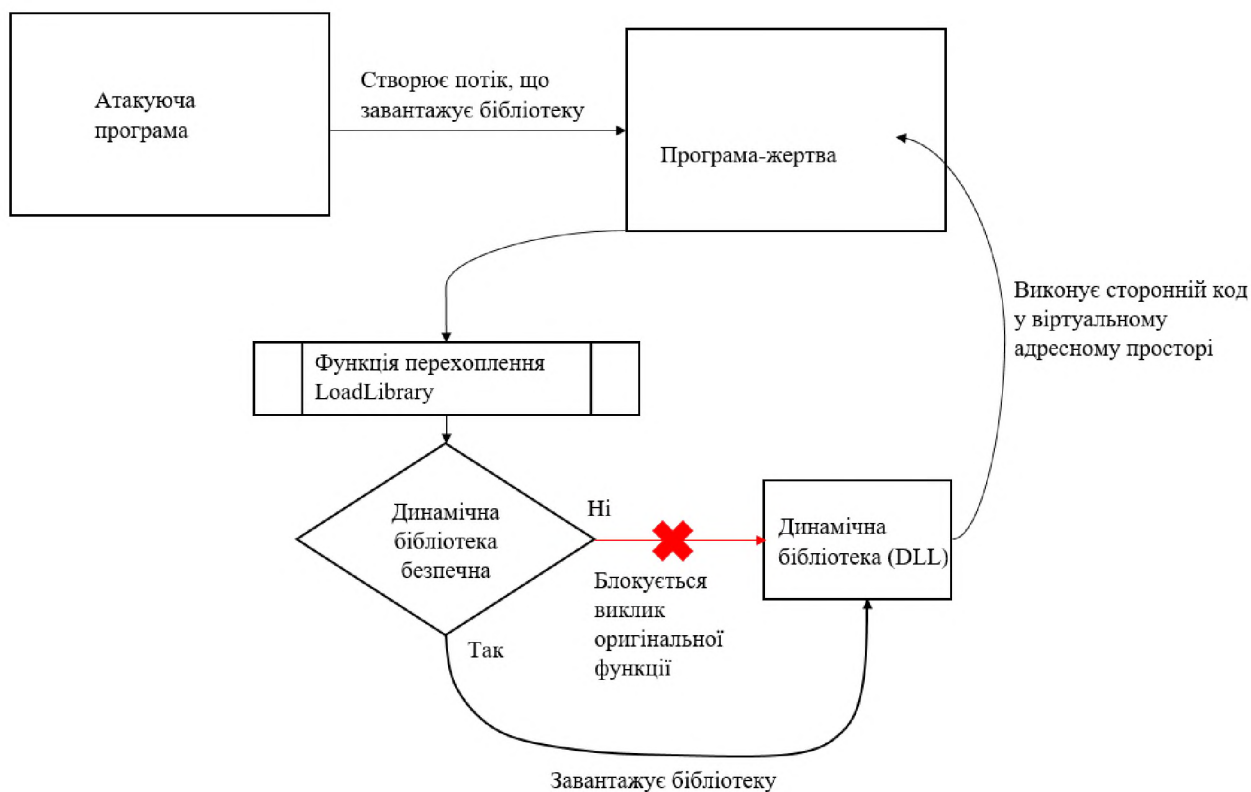 Атакуюча
програма
Створює потік, що
завантажує бібліотеку
Програма-жертва
Виконує сторонній код
у віртуальному
адресному просторі
Функція перехоплення
LoadLibrary
Динамічна
бібліотека
безпечна
Ні
Блокується
виклик
оригінальної
функції
Динамічна
бібліотека (DLL)
Так
Завантажує бібліотеку